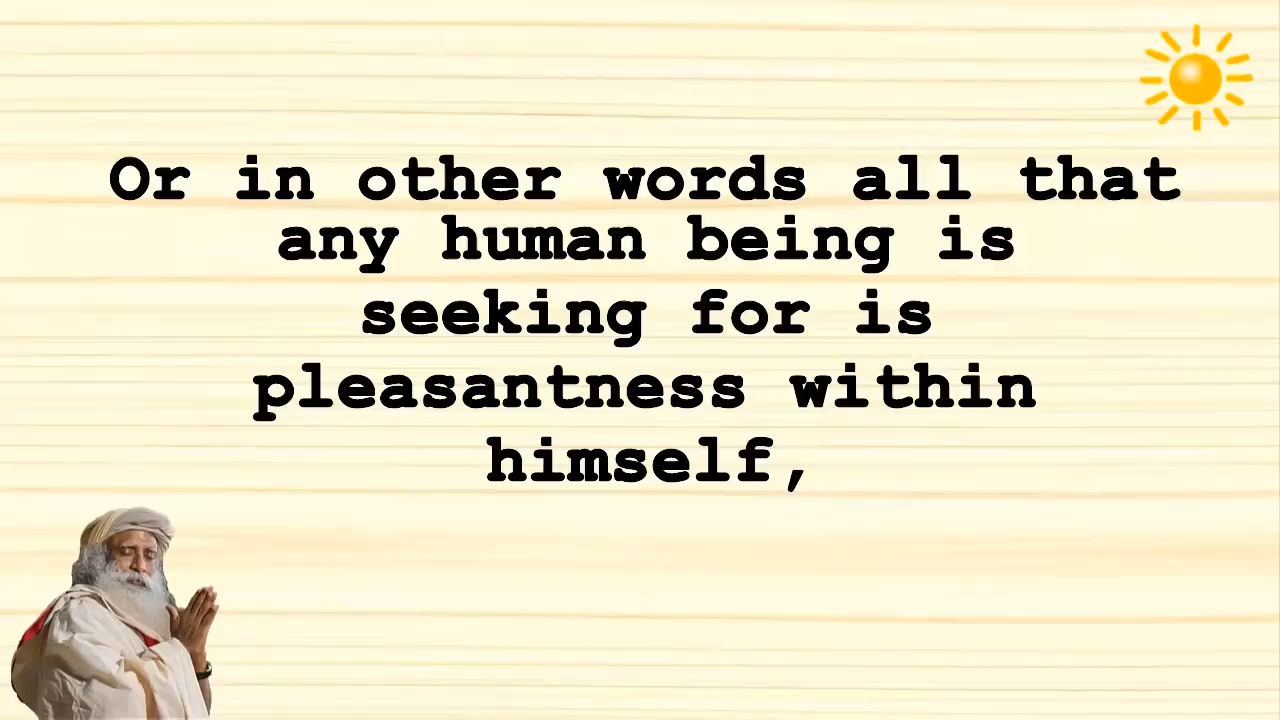 Or in other words all that
any human being is
seeking for is
pleasantness within
himself,